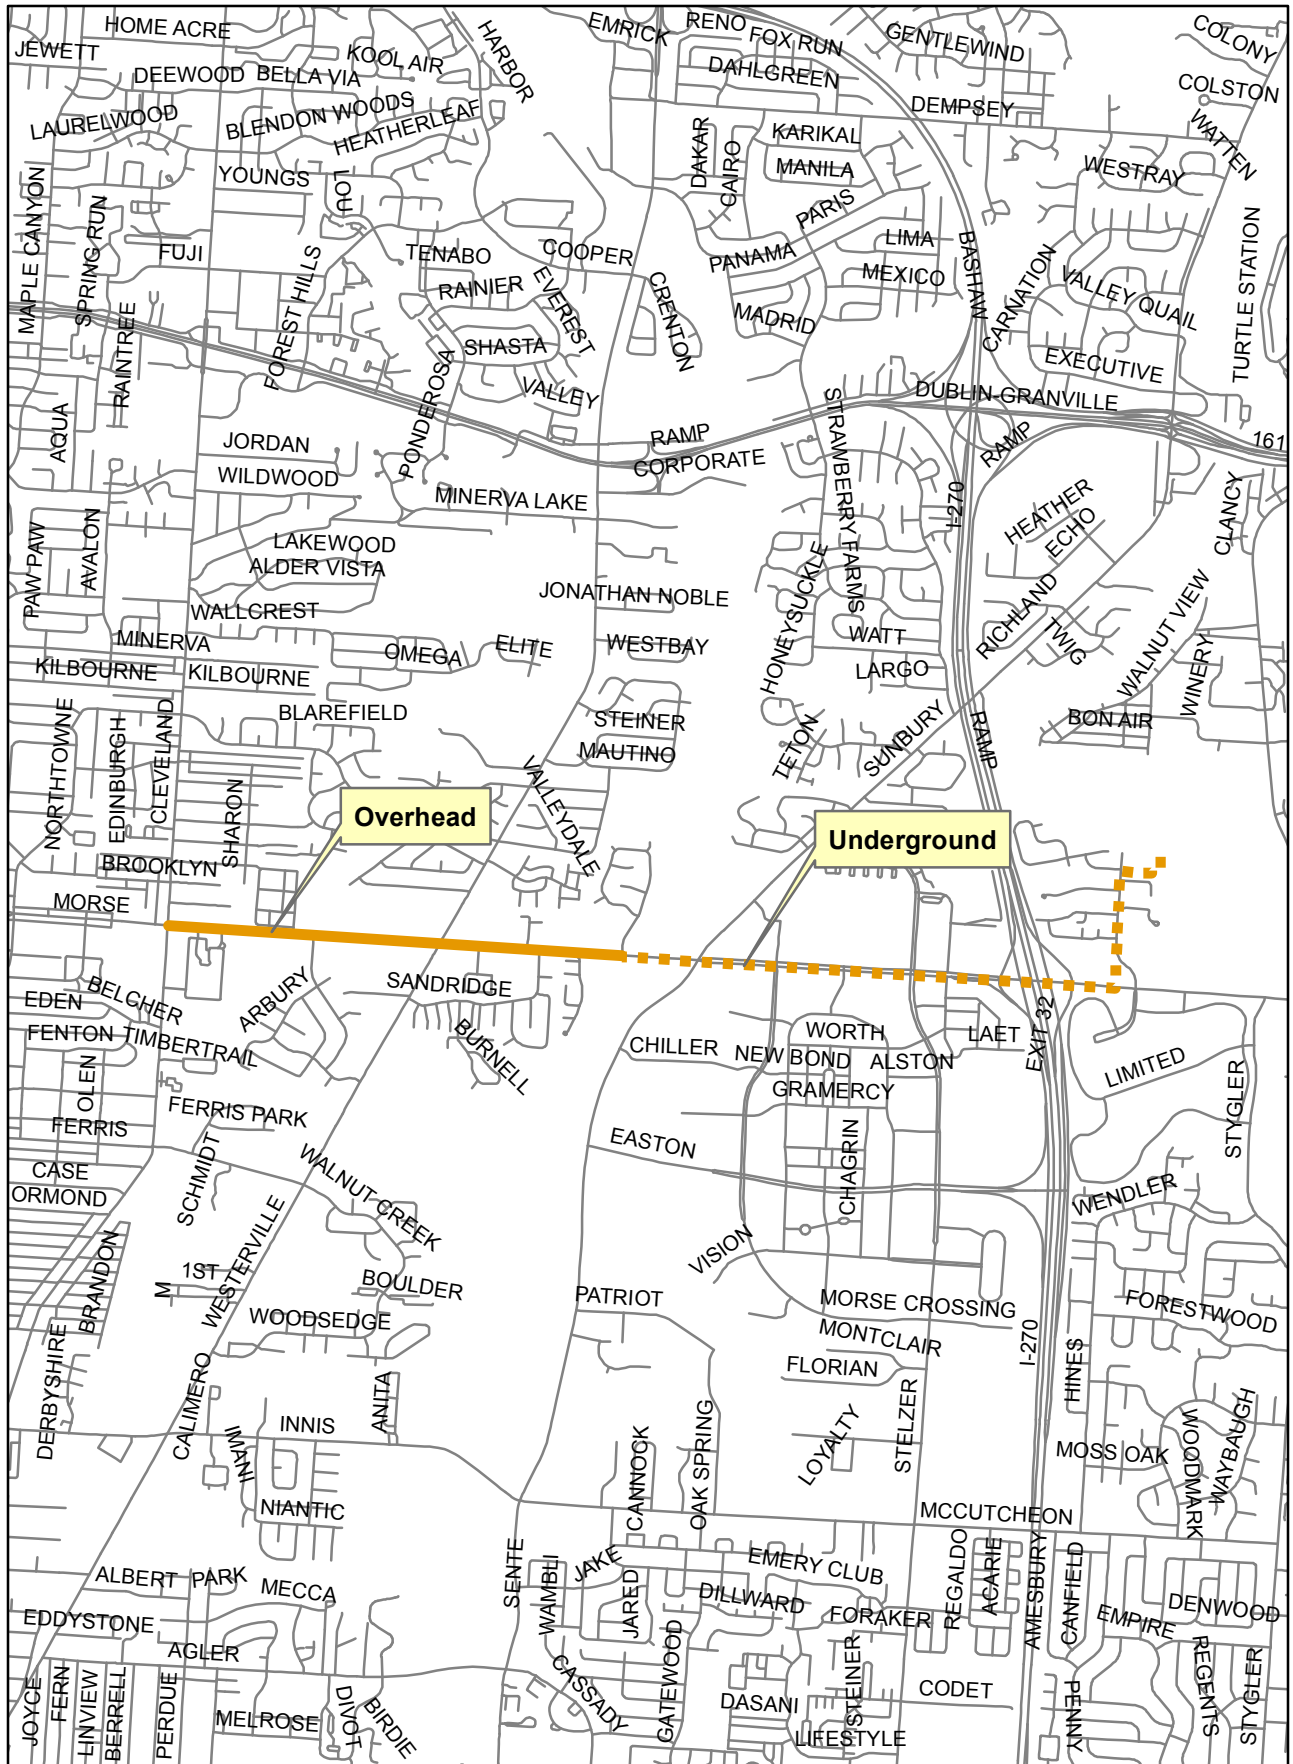 HOME ACRE
JEWETT
KOOL AIR
HARBOR
EMRICK
RENO
FOX RUN
GENTLEWIND
COLONY
DEEWOOD
BELLA VIA
DAHLGREEN
COLSTON
LAURELWOOD
BLENDON WOODS
HEATHERLEAF
DEMPSEY
WATTEN
DAKAR
CAIRO
KARIKAL
MANILA
WESTRAY
YOUNGS
LOU
PARIS
MAPLE CANYON
SPRING RUN
FUJI
FOREST HILLS
TENABO
COOPER
PANAMA
LIMA
BASHAW
CARNATION
TURTLE STATION
RAINIER
EVEREST
CRENTON
MEXICO
VALLEY QUAIL
MADRID
RAINTREE
SHASTA
EXECUTIVE
PONDEROSA
VALLEY
STRAWBERRY FARMS
DUBLIN-GRANVILLE
AQUA
JORDAN
RAMP
RAMP
161
WILDWOOD
CORPORATE
MINERVA LAKE
I-270
HEATHER
ECHO
CLANCY
PAW PAW
AVALON
LAKEWOOD
ALDER VISTA
HONEYSUCKLE
WALLCREST
JONATHAN NOBLE
RICHLAND
TWIG
WALNUT VIEW
MINERVA
OMEGA
ELITE
WESTBAY
WATT
LARGO
WINERY
KILBOURNE
KILBOURNE
BLAREFIELD
STEINER
MAUTINO
TETON
SUNBURY
RAMP
BON AIR
NORTHTOWNE
EDINBURGH
CLEVELAND
SHARON
VALLEYDALE
Overhead
Underground
BROOKLYN
MORSE
BELCHER
ARBURY
SANDRIDGE
EDEN
FENTON
TIMBERTRAIL
BURNELL
CHILLER
NEW BOND
WORTH
ALSTON
LAET
EXIT 32
LIMITED
OLEN
GRAMERCY
STYGLER
FERRIS PARK
FERRIS
EASTON
CHAGRIN
CASE
ORMOND
SCHMIDT
WALNUT CREEK
WENDLER
WESTERVILLE
VISION
BRANDON
1ST
M
BOULDER
PATRIOT
MORSE CROSSING
FORESTWOOD
WOODSEDGE
MONTCLAIR
I-270
DERBYSHIRE
CALIMERO
ANITA
FLORIAN
HINES
INNIS
IMANI
CANNOCK
OAK SPRING
LOYALTY
STELZER
MOSS OAK
WOODMARK
WAYBAUGH
NIANTIC
MCCUTCHEON
ALBERT
PARK
MECCA
SENTE
WAMBLI
JAKE
JARED
EMERY CLUB
DILLWARD
REGALDO
ACARIE
AMESBURY
CANFIELD
DENWOOD
EDDYSTONE
FORAKER
EMPIRE
AGLER
CASSADY
GATEWOOD
STEINER
REGENTS
STYGLER
JOYCE
FERN
LINVIEW
BERRELL
PERDUE
MELROSE
DIVOT
BIRDIE
DASANI
LIFESTYLE
CODET
PENNY